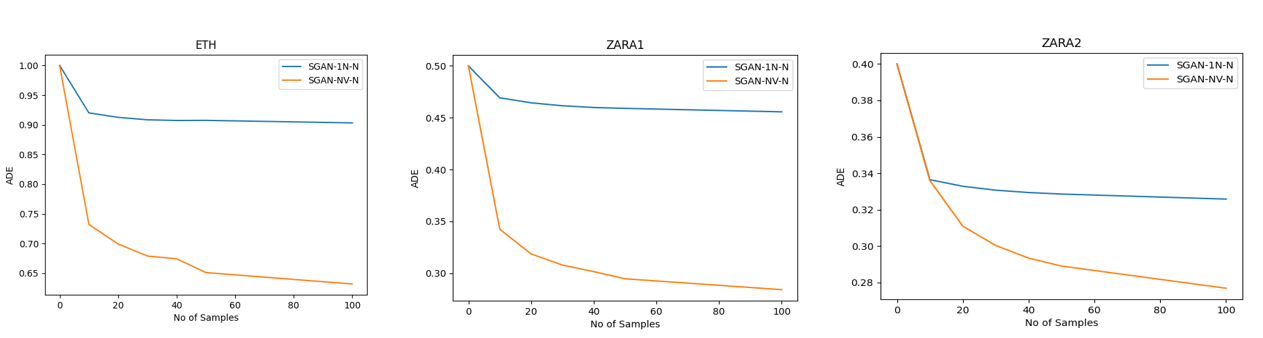 ETH
SGAN-1N-N
SGAN-NV-N
1.00
0.95
0.90
0.85
0.80
0.75
0.70
0.65
ADE
0 20 40 60 80 100
No of Samples
ZARA1
SGAN-1N-N
SGAN-NV-N
0.50
0.45
0.40
0.35
0.30
ADE
0 20 40 60 80 100
No of Samples
ZARA2
SGAN-1N-N
SGAN-NV-N
0.40
0.38
0.36
0.34
0.32
0.30
0.28
ADE
0 20 40 60 80 100
No of Samples